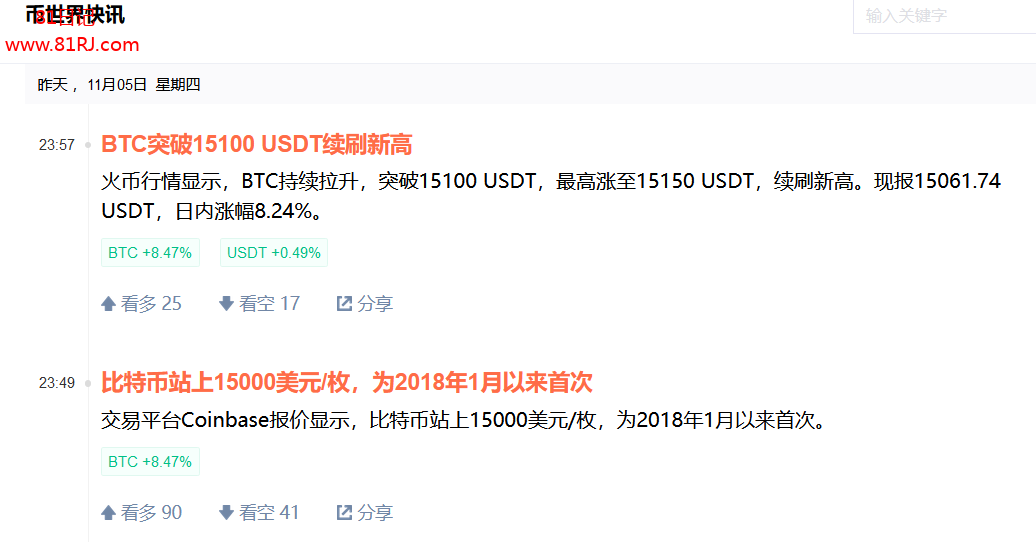 币世界快讯
81日记
www.81RJ.com
输入关键字
昨天 ，11月05日 星期四
23:57
BTC突破15100 USDT续刷新高
火币行情显示，BTC持续拉升，突破15100 USDT，最高涨至15150 USDT，续刷新高。现报15061.74
USDT，日内涨幅8.24%。
BTC +8.47% USDT +0.49%
看多 25 看空 17 分享
23:49
比特币站上15000美元/枚，为2018年1月以来首次
交易平台Coinbase报价显示，比特币站上15000美元/枚，为2018年1月以来首次。
BTC +8.47%
看多 90 看空 41 分享